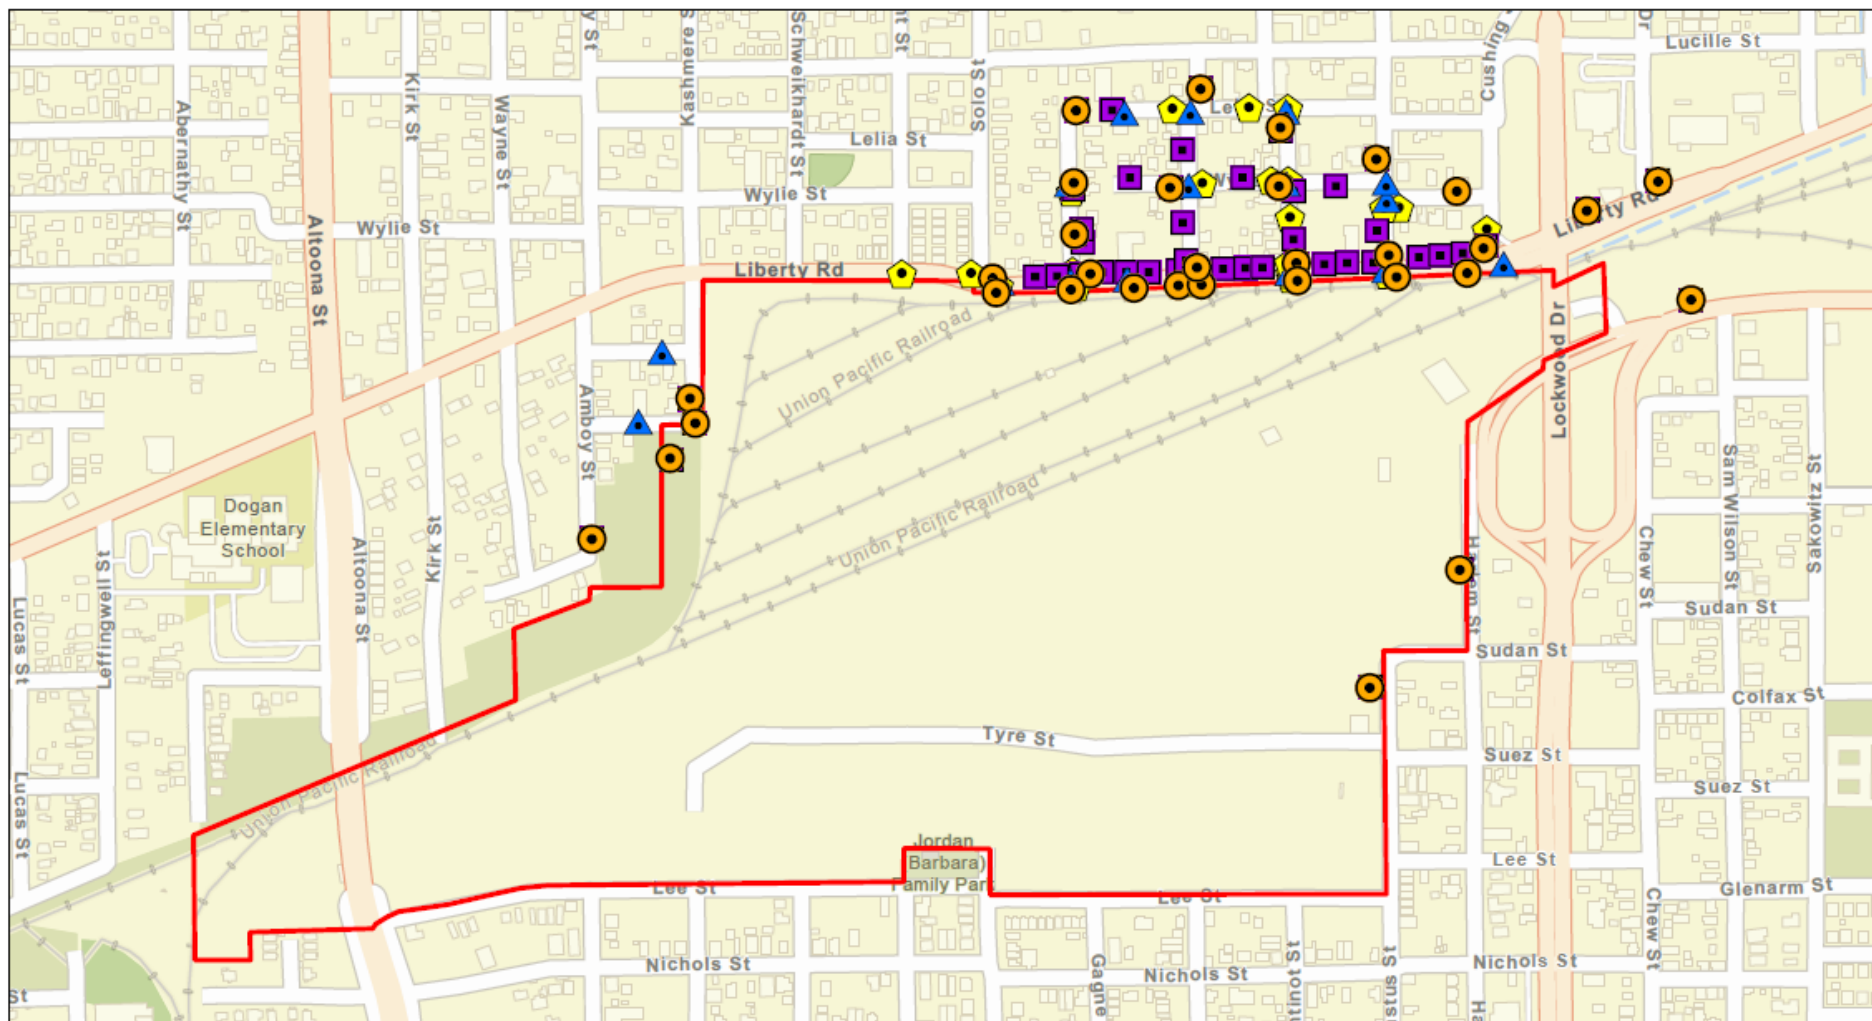 Lucille St
Cushing
Kashmere S
Schweikhardt St
Solo St
Kirk St
Wayne St
Abernathy St
Lelia St
Wylie St
Wylie St
Altoona St
Liberty Rd
Liberty Rd
Union Pacific Railroad
Lockwood Dr
Amboy St
Dogan
Elementary
School
Union Pacific Railroad
Kirk St
Altoona St
Leffingwell St
Lucas St
Sam Wilson St
Sakowitz St
Chew St
Sudan St
Sudan St
Colfax St
Tyre St
Suez St
Suez St
Union Pacific Railroad
Lucas St
Jordan
Barbara)
Family Park
Lee St
Lee St
Lee St
Glenarm St
Chew St
Nichols St
Nichols St
Nichols St
Gagne
tinot St
stus St
St